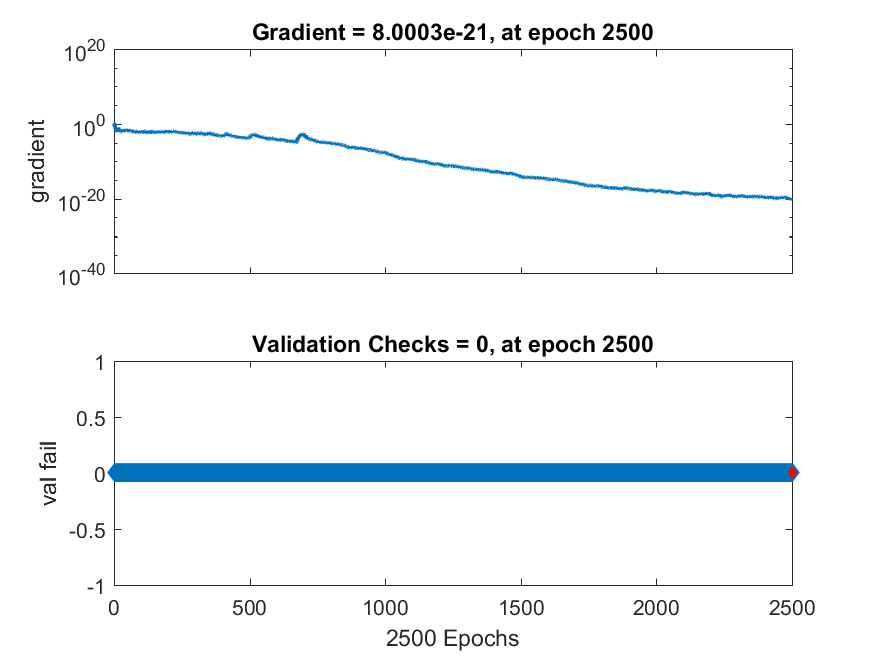 Gradient = 8.0003e-21, at epoch 2500
10^20
10^0
10^-20
10^-40
gradient
Validation Checks = 0, at epoch 2500
1
0.5
0
-0.5
-1
val fail
0 500 1000 1500 2000 2500
2500 Epochs